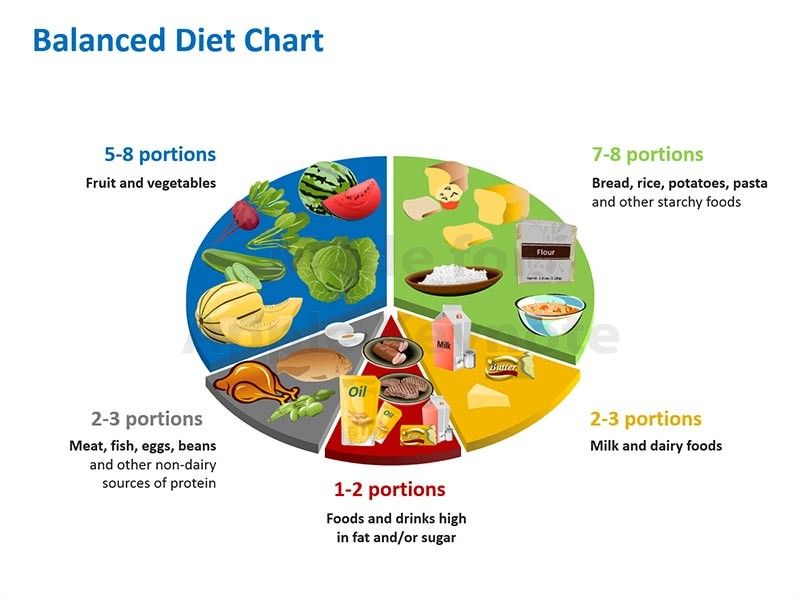 Balanced Diet Chart
5-8 portions
Fruit and vegetables
7-8 portions
Bread, rice, potatoes, pasta
and other starchy foods
Flour
Milk
Butter
Oil
Oil
2-3 portions
Meat, fish, eggs, beans
and other non-dairy
sources of protein
2-3 portions
Milk and dairy foods
1-2 portions
Foods and drinks high
in fat and/or sugar